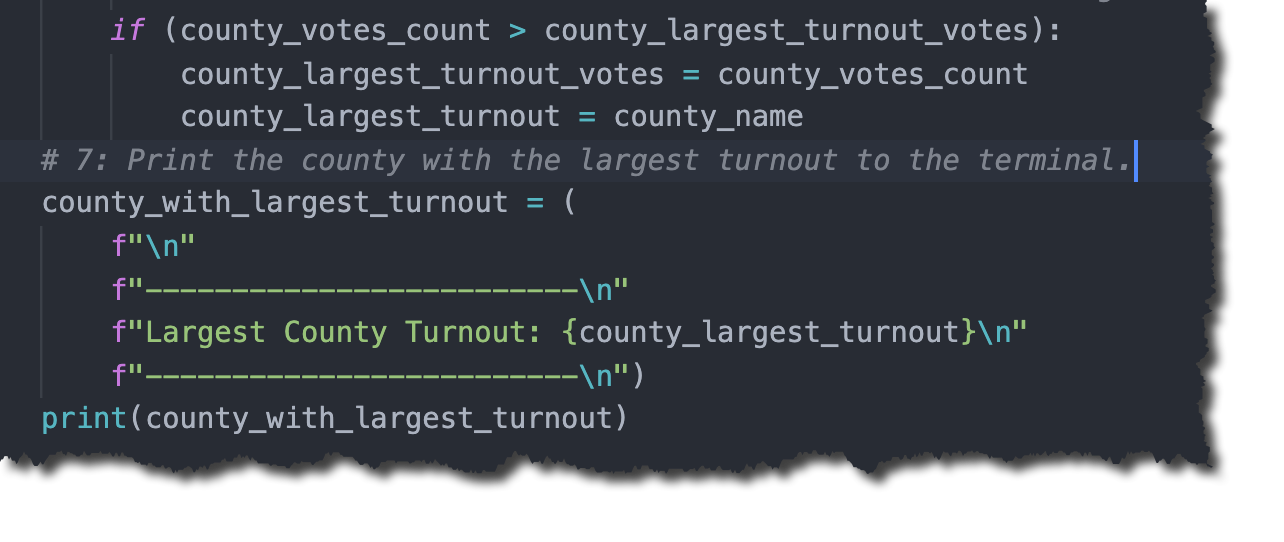 if (county_votes_count > county_largest_turnout_votes):
county_largest_turnout_votes = county_votes_count
county_largest_turnout = county_name
# 7: Print the county with the largest turnout to the terminal.
county_with_largest_turnout = (
f"\n"
f"-------------------------\n"
f"Largest County Turnout: {county_largest_turnout}\n"
f"-------------------------\n")
print(county_with_largest_turnout)